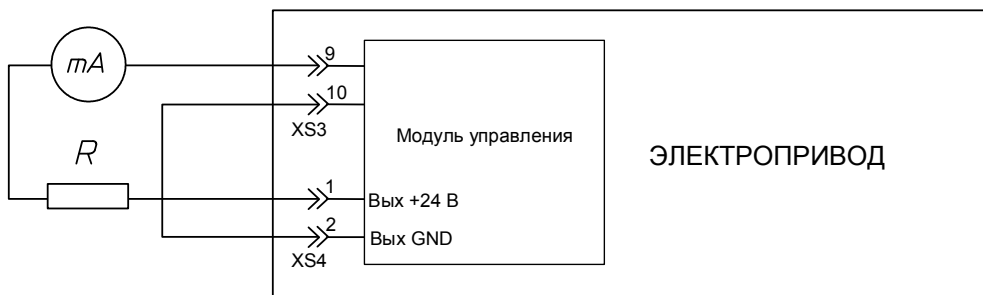 mA
9
10
XS3
Модуль управления
ЭЛЕКТРОПРИВОД
R
1
Вых +24 В
2
Вых GND
XS4